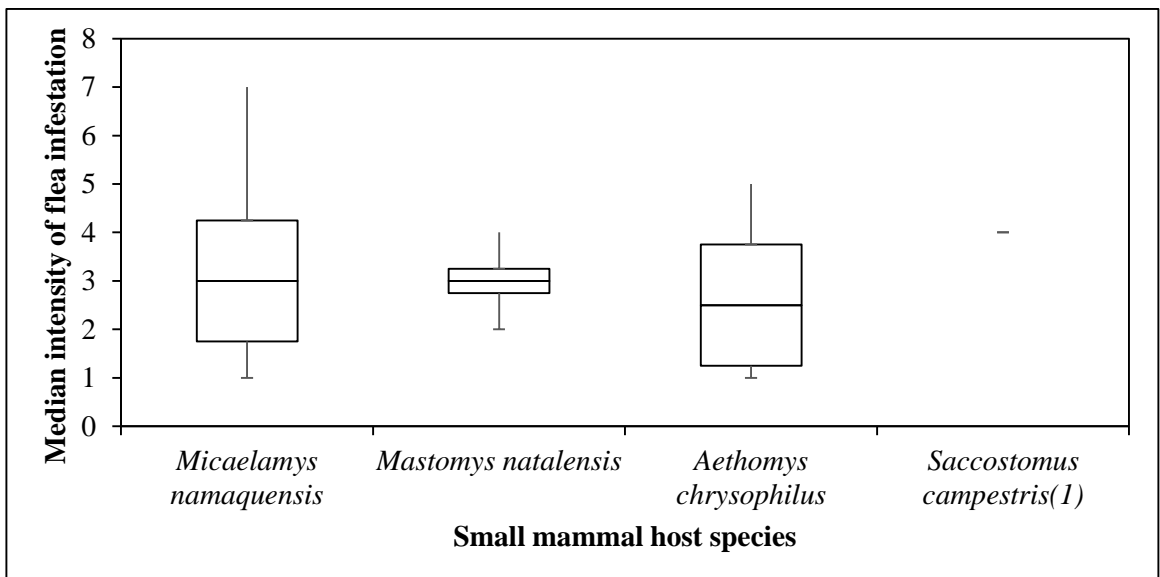 Median intensity of flea infestation
8
7
6
5
4
3
2
1
0
Micaelamys
namaquensis
Mastomys natalensis
Aethomys
chrysophilus
Saccostomus
campestris(1)
Small mammal host species